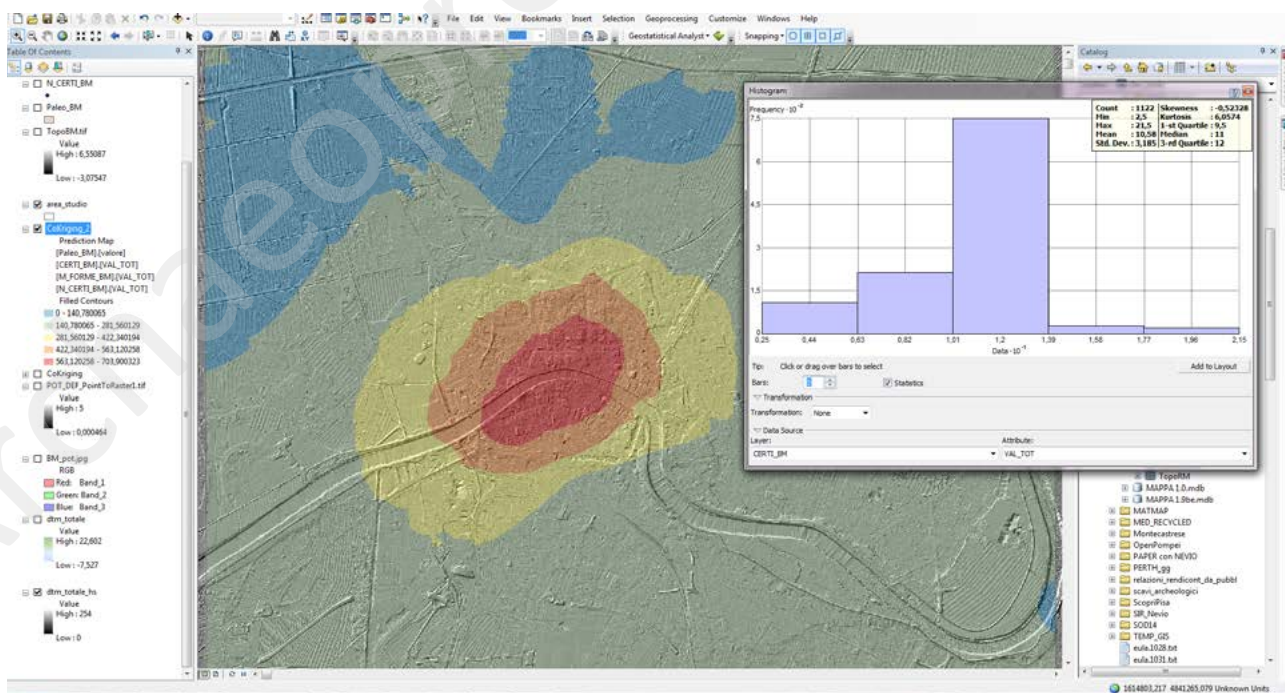 File Edit View Bookmarks Insert Selection Geoprocessing Customize Windows Help
Geostatistical Analyst
Snapping
Table Of Contents
N_CERTI_BM
Paleo_BM
TopoBM.tif
Value
High : 6,55087
Low : -3,07547
area_studio
CoKriging_2
Prediction Map
[Paleo_BM].[valore]
[CERTI_BM].[VAL_TOT]
[M_FORME_BM].[VAL_TOT]
[N_CERTI_BM].[VAL_TOT]
Filled Contours
0 - 140,780065
140,780065 - 281,560129
281,560129 - 422,340194
422,340194 - 563,120258
563,120258 - 703,900323
CoKriging
POT_DEF_PointToRaster1.tif
Value
High : 5
Low : 0,000464
BM_pot.jpg
RGB
Red: Band_1
Green: Band_2
Blue: Band_3
dtm_totale
Value
High : 22,602
Low : -7,527
dtm_totale_hs
Value
High : 254
Low : 0
Histogram
Frequency · 10⁻²
7,5
6
4,5
3
1,5
0
0,25 0,44 0,63 0,82 1,01 1,2 1,39 1,58 1,77 1,96 2,15
Data · 10⁻¹
Count : 1122 Skewness : -0,52328
Min : 2,5 Kurtosis : 6,0574
Max : 21,5 1-st Quartile : 9,5
Mean : 10,58 Median : 11
Std. Dev. : 3,185 3-rd Quartile : 12
Tip: Click or drag over bars to select
Add to Layout
Bars:
Statistics
Transformation
Transformation: None
Data Source
Layer:
Attribute:
CERTI_BM
VAL_TOT
Catalog
MAPPA 1.0.mdb
MAPPA 1.9be.mdb
MATMAP
MED_RECYCLED
Montecastrese
OpenPompei
PAPER con NEVIO
PERTH_gg
relazioni_rendicont_da_pubbl
scavi_archeologici
ScopriPisa
SIR_Nevio
SOD14
TEMP_GIS
eula.1028.txt
eula.1031.txt
1614803,217 4841265,079 Unknown Units